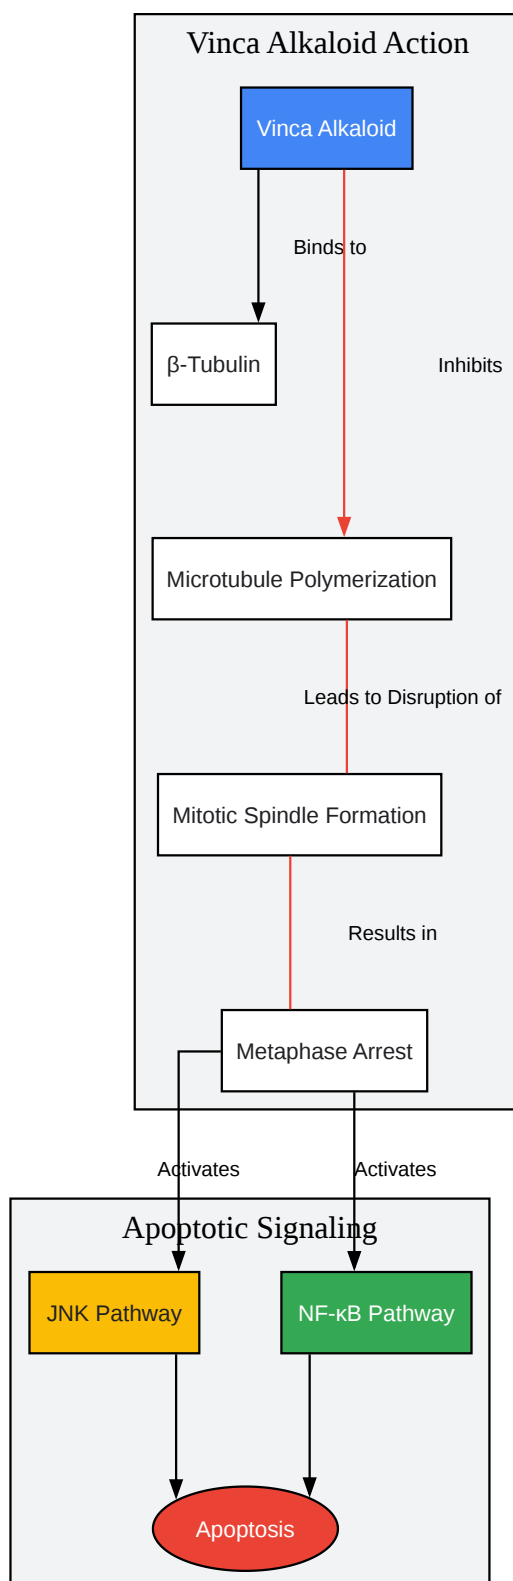 Vinca Alkaloid Action
Vinca Alkaloid
Binds to
β-Tubulin
Inhibits
Microtubule Polymerization
Leads to Disruption of
Mitotic Spindle Formation
Results in
Metaphase Arrest
Activates
Activates
Apoptotic Signaling
JNK Pathway
NF-κB Pathway
Apoptosis